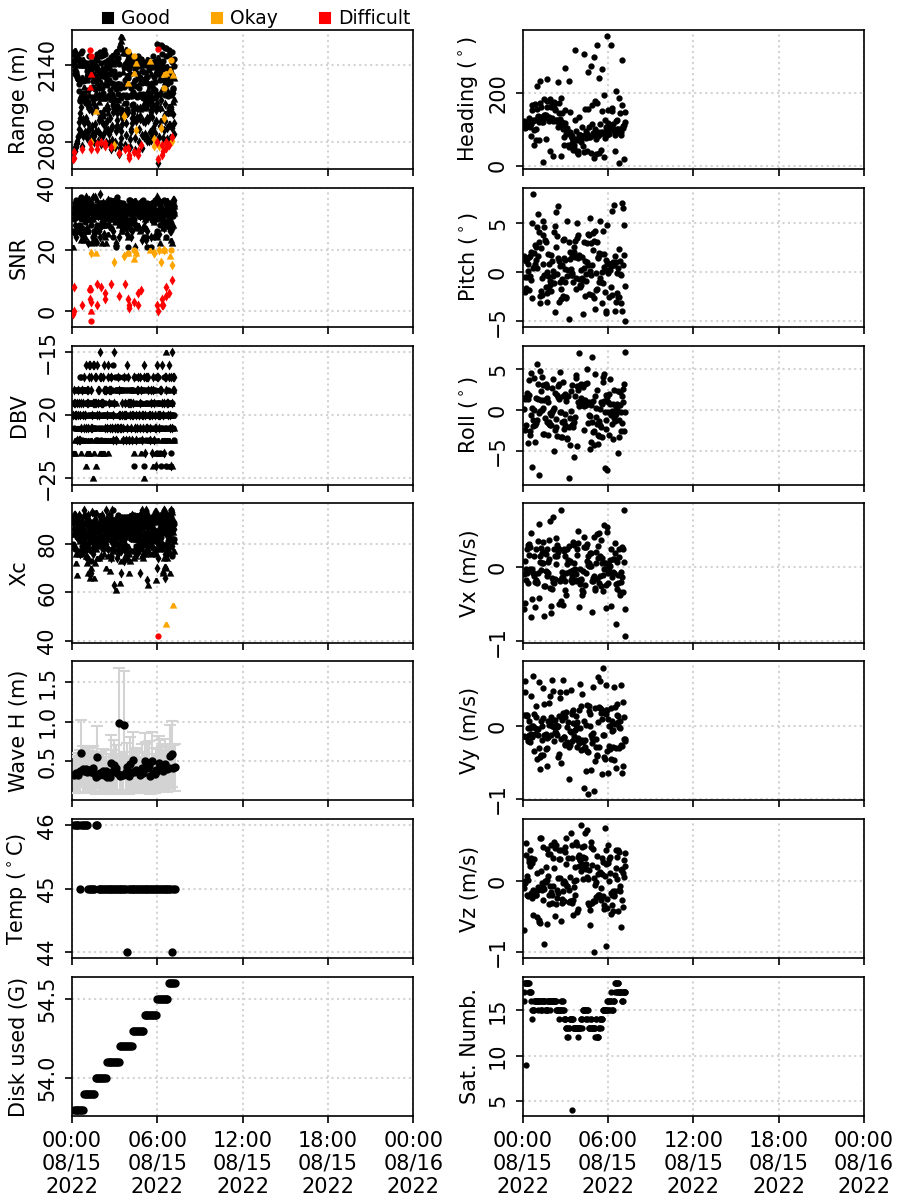 Good Okay Difficult
Range (m)
2140
2080
Heading (°)
200
0
SNR
40
20
0
Pitch (°)
5
0
−5
DBV
−15
−20
−25
Roll (°)
5
0
−5
Xc
80
60
40
Vx (m/s)
0
−1
Wave H (m)
1.5
1.0
0.5
Vy (m/s)
0
−1
Temp (°C)
46
45
44
Vz (m/s)
0
−1
Disk used (G)
54.5
54.0
Sat. Numb.
15
10
5
00:00 06:00 12:00 18:00 00:00
08/15 08/15 08/15 08/15 08/16
2022 2022 2022 2022 2022
00:00 06:00 12:00 18:00 00:00
08/15 08/15 08/15 08/15 08/16
2022 2022 2022 2022 2022